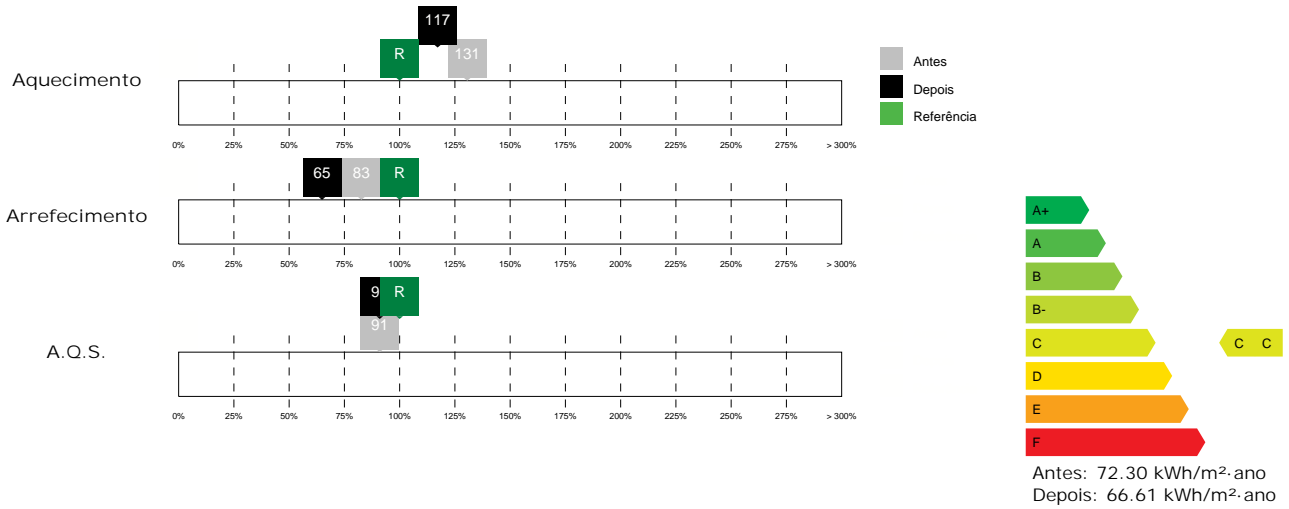 117
R 131
Antes
Aquecimento
Depois
Referência
0% 25% 50% 75% 100% 125% 150% 175% 200% 225% 250% 275% > 300%
65 83 R
Arrefecimento
0% 25% 50% 75% 100% 125% 150% 175% 200% 225% 250% 275% > 300%
9 R
91
A.Q.S.
0% 25% 50% 75% 100% 125% 150% 175% 200% 225% 250% 275% > 300%
A+
A
B
B-
C C C
D
E
F
Antes: 72.30 kWh/m²·ano
Depois: 66.61 kWh/m²·ano